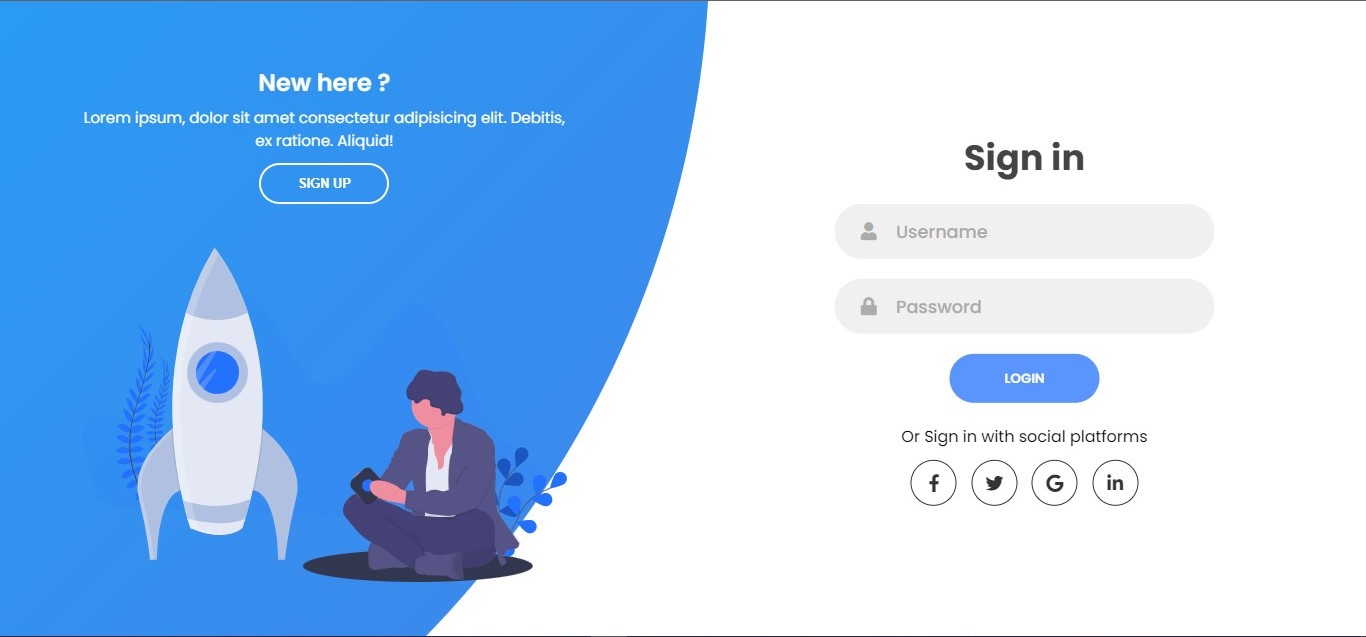 New here ?
Lorem ipsum, dolor sit amet consectetur adipisicing elit. Debitis,
ex ratione. Aliquid!
SIGN UP
Sign in
Username
Password
LOGIN
Or Sign in with social platforms